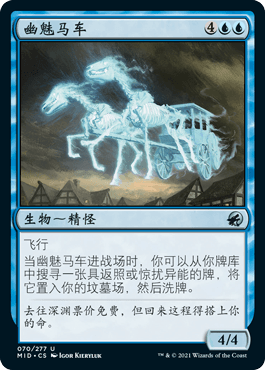 幽魅马车 4
生物～精怪
飞行
当幽魅马车进战场时，你可以从你牌库
中搜寻一张具返照或惊扰异能的牌，将
它置入你的坟墓场，然后洗牌。
去往深渊票价免费，但回来这程得搭上你
的命。
4/4
070/277 U
MID • CS IGOR KIERYLUK
™ & © 2021 Wizards of the Coast